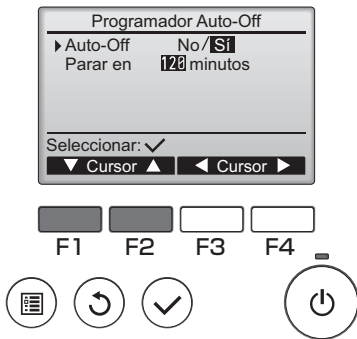 Programador Auto-Off
Auto-Off No/Sí
Parar en 120 minutos
Seleccionar:
Cursor Cursor
F1 F2 F3 F4